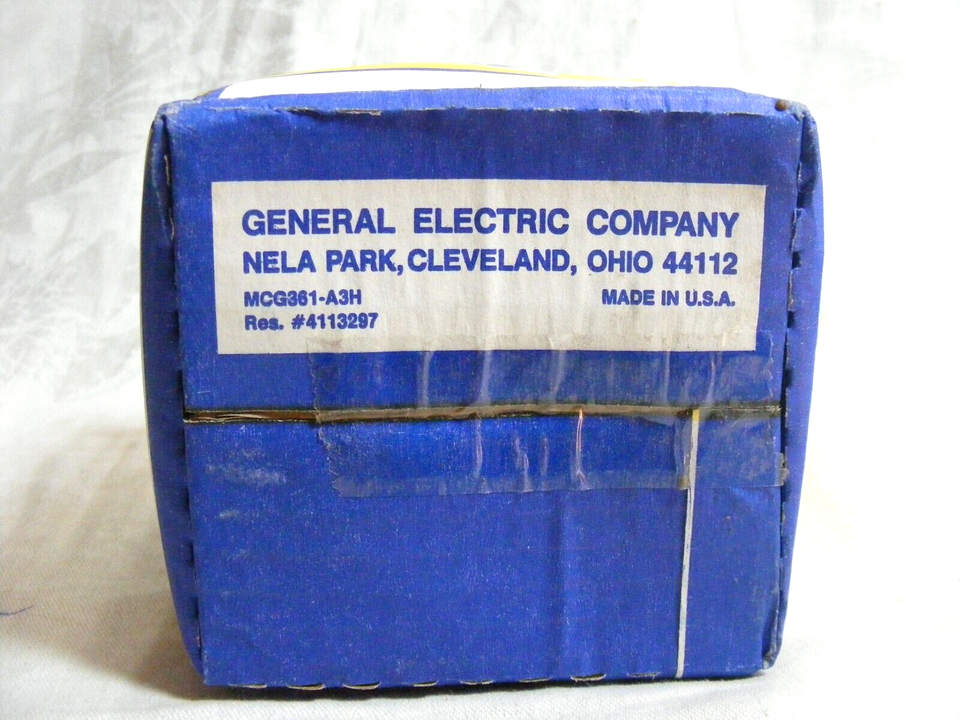 GENERAL ELECTRIC COMPANY
NELA PARK, CLEVELAND, OHIO 44112
MCG361-A3H MADE IN U.S.A.
Res. #4113297